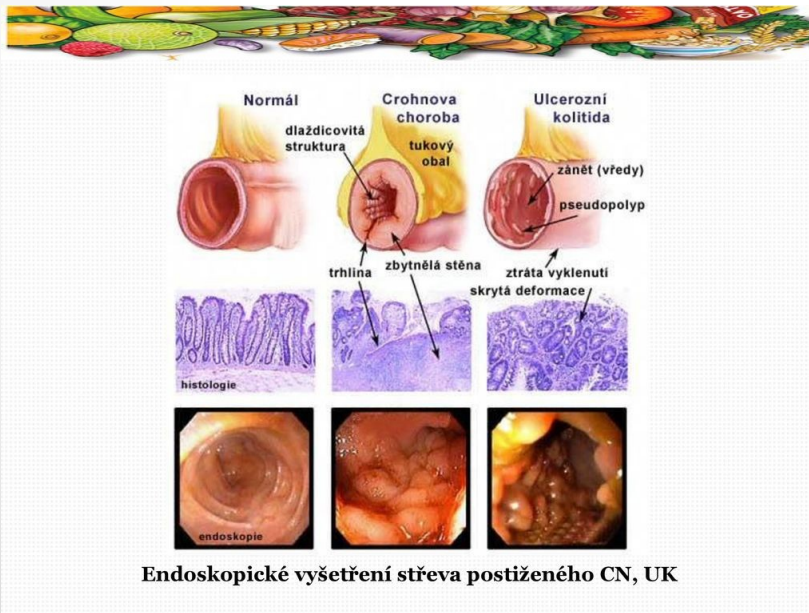 Normál
Crohnova
choroba
Ulcerozní
kolitida
dlaždicovitá
struktura
tukový
obal
zánět (vředy)
pseudopolyp
trhlina
zbytnělá stěna
ztráta vyklenutí
skrytá deformace
histologie
endoskopie
Endoskopické vyšetření střeva postiženého CN, UK